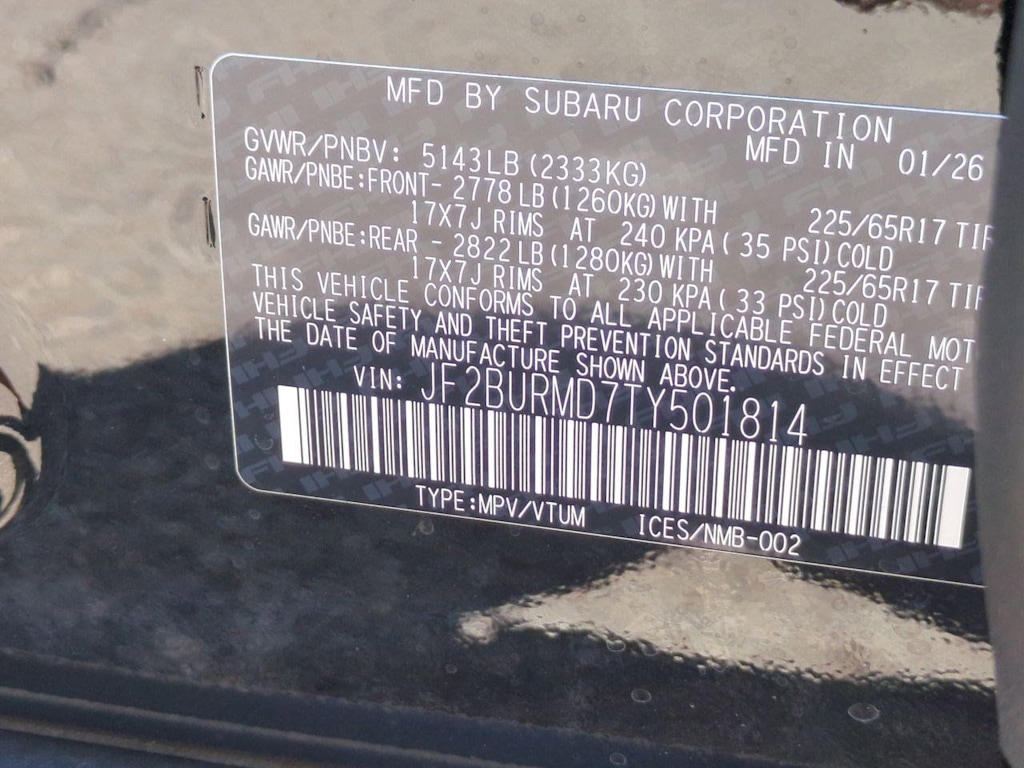 MFD BY SUBARU CORPORATION
MFD IN 01/26
GVWR/PNBV: 5143LB (2333KG)
GAWR/PNBE:FRONT- 2778 LB (1260KG) WITH 225/65R17 TIR
17X7J RIMS AT 240 KPA ( 35 PSI) COLD
GAWR/PNBE:REAR - 2822 LB (1280KG) WITH 225/65R17 TIR
17X7J RIMS AT 230 KPA ( 33 PSI) COLD
THIS VEHICLE CONFORMS TO ALL APPLICABLE FEDERAL MOT
VEHICLE SAFETY AND THEFT PREVENTION STANDARDS IN EFFECT
THE DATE OF MANUFACTURE SHOWN ABOVE.
VIN: JF2BURMD7TY501814
TYPE:MPV/VTUM ICES/NMB-002